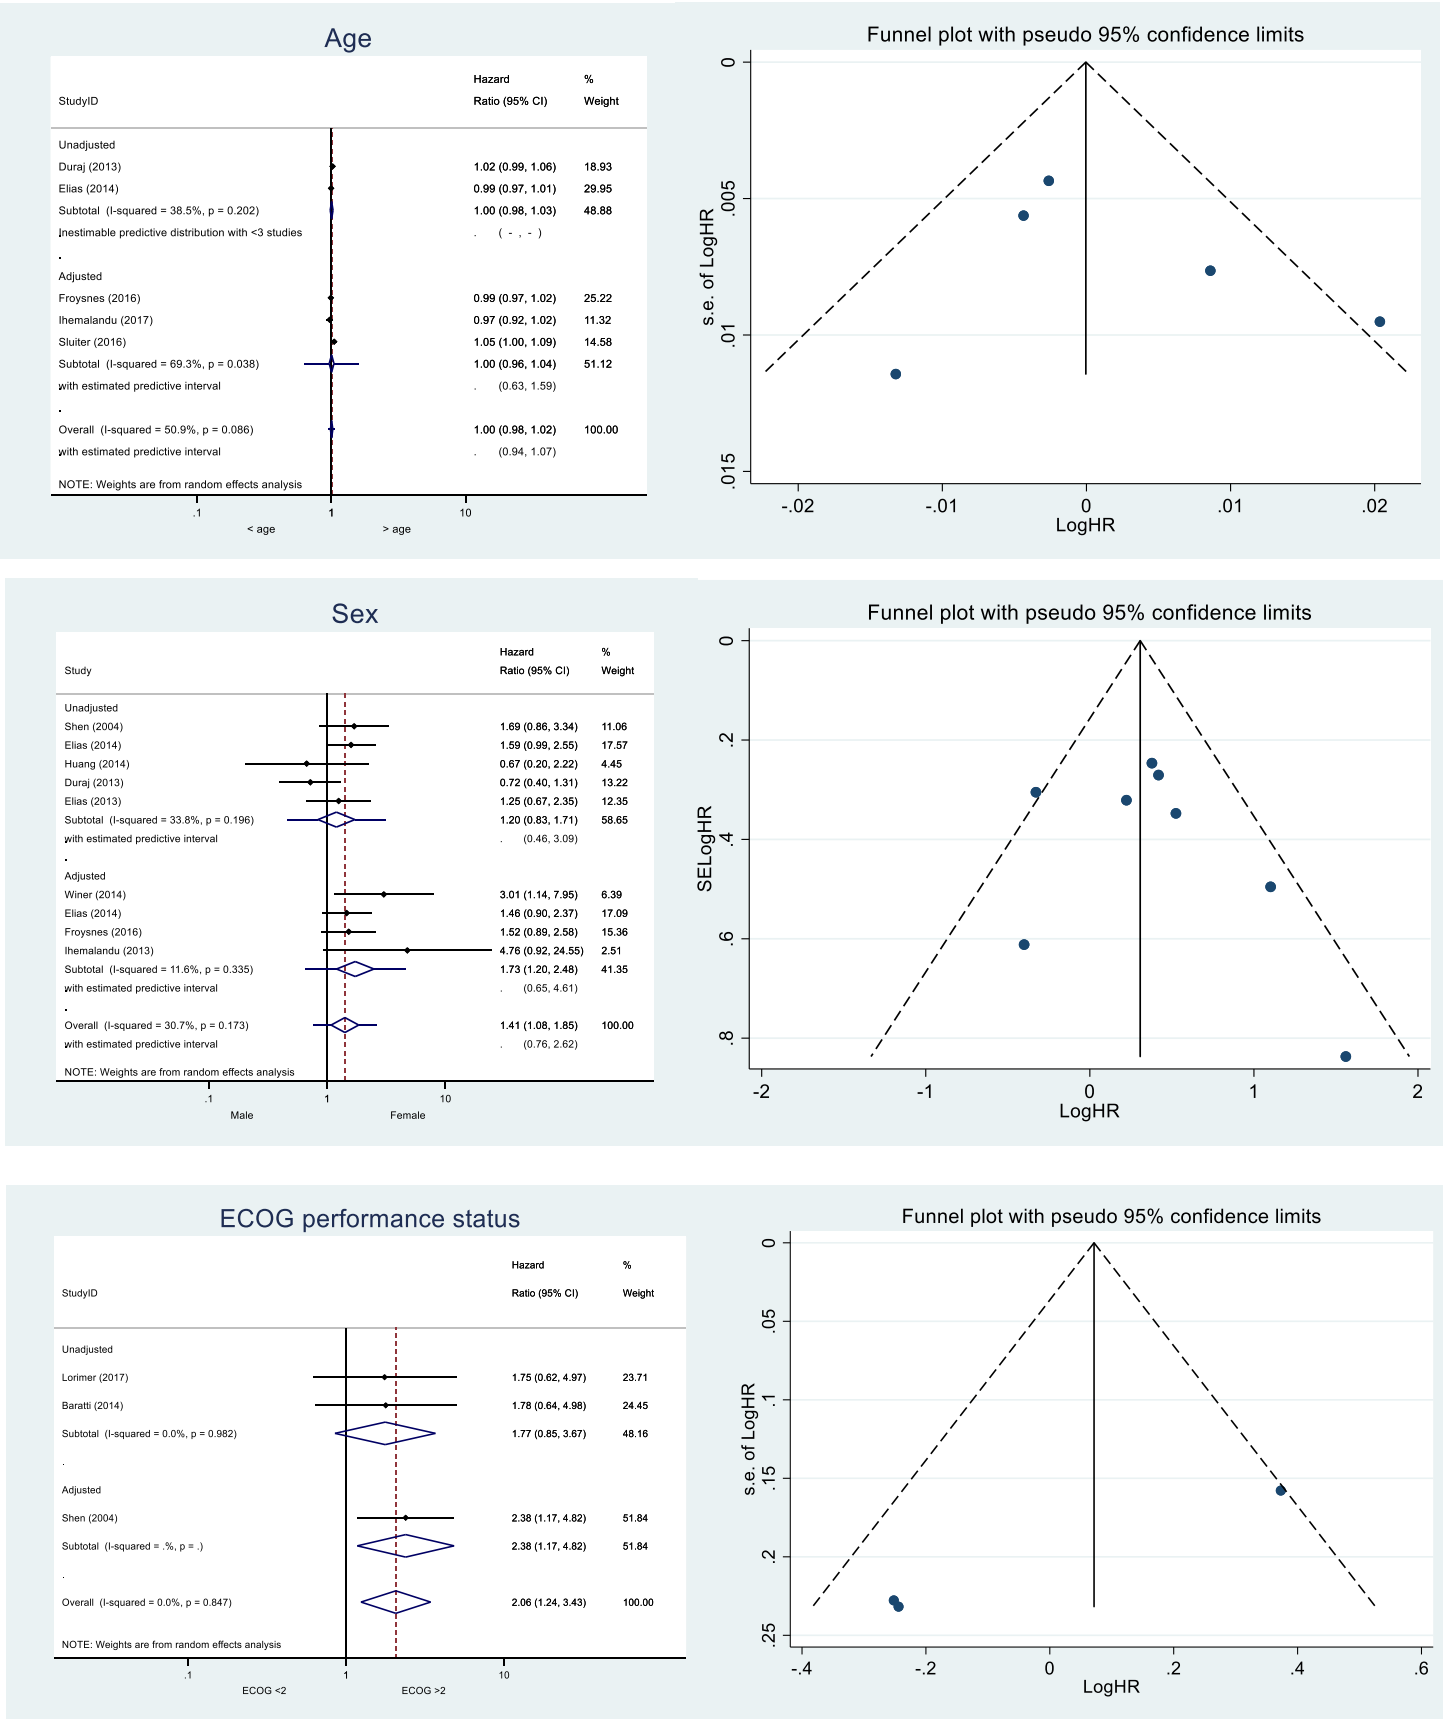 Age
Hazard %
StudyID Ratio (95% CI) Weight
Unadjusted
Duraj (2013) 1.02 (0.99, 1.06) 18.93
Elias (2014) 0.99 (0.97, 1.01) 29.95
Subtotal (I-squared = 38.5%, p = 0.202) 1.00 (0.98, 1.03) 48.88
Inestimable predictive distribution with <3 studies . ( - , - )
.
Adjusted
Froysnes (2016) 0.99 (0.97, 1.02) 25.22
Ihemalandu (2017) 0.97 (0.92, 1.02) 11.32
Sluiter (2016) 1.05 (1.00, 1.09) 14.58
Subtotal (I-squared = 69.3%, p = 0.038) 1.00 (0.96, 1.04) 51.12
with estimated predictive interval . (0.63, 1.59)
.
Overall (I-squared = 50.9%, p = 0.086) 1.00 (0.98, 1.02) 100.00
with estimated predictive interval . (0.94, 1.07)
NOTE: Weights are from random effects analysis
.1 1 10
< age > age
Funnel plot with pseudo 95% confidence limits
s.e. of LogHR
0
.005
.01
.015
-.02 -.01 0 .01 .02
LogHR
Sex
Hazard %
Study Ratio (95% CI) Weight
Unadjusted
Shen (2004) 1.69 (0.86, 3.34) 11.06
Elias (2014) 1.59 (0.99, 2.55) 17.57
Huang (2014) 0.67 (0.20, 2.22) 4.45
Duraj (2013) 0.72 (0.40, 1.31) 13.22
Elias (2013) 1.25 (0.67, 2.35) 12.35
Subtotal (I-squared = 33.8%, p = 0.196) 1.20 (0.83, 1.71) 58.65
with estimated predictive interval . (0.46, 3.09)
.
Adjusted
Winer (2014) 3.01 (1.14, 7.95) 6.39
Elias (2014) 1.46 (0.90, 2.37) 17.09
Froysnes (2016) 1.52 (0.89, 2.58) 15.36
Ihemalandu (2013) 4.76 (0.92, 24.55) 2.51
Subtotal (I-squared = 11.6%, p = 0.335) 1.73 (1.20, 2.48) 41.35
with estimated predictive interval . (0.65, 4.61)
.
Overall (I-squared = 30.7%, p = 0.173) 1.41 (1.08, 1.85) 100.00
with estimated predictive interval . (0.76, 2.62)
NOTE: Weights are from random effects analysis
.1 1 10
Male Female
Funnel plot with pseudo 95% confidence limits
SELogHR
0
.2
.4
.6
.8
-2 -1 0 1 2
LogHR
ECOG performance status
Hazard %
StudyID Ratio (95% CI) Weight
Unadjusted
Lorimer (2017) 1.75 (0.62, 4.97) 23.71
Baratti (2014) 1.78 (0.64, 4.98) 24.45
Subtotal (I-squared = 0.0%, p = 0.982) 1.77 (0.85, 3.67) 48.16
.
Adjusted
Shen (2004) 2.38 (1.17, 4.82) 51.84
Subtotal (I-squared = .%, p = .) 2.38 (1.17, 4.82) 51.84
.
Overall (I-squared = 0.0%, p = 0.847) 2.06 (1.24, 3.43) 100.00
NOTE: Weights are from random effects analysis
.1 1 10
ECOG <2 ECOG >2
Funnel plot with pseudo 95% confidence limits
s.e. of LogHR
0
.05
.1
.15
.2
.25
-.4 -.2 0 .2 .4 .6
LogHR